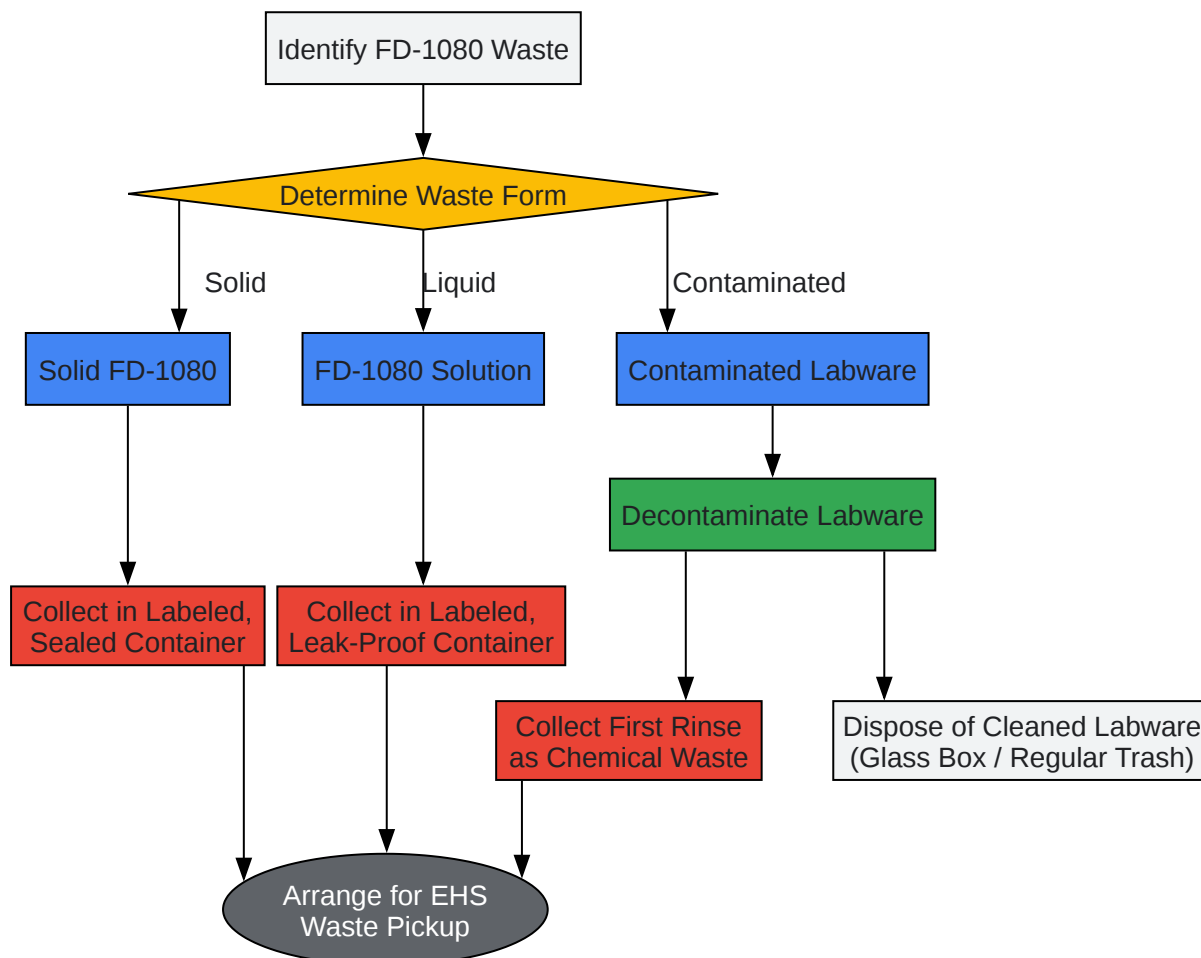 Identify FD-1080 Waste
Determine Waste Form
Solid
Liquid
Contaminated
Solid FD-1080
FD-1080 Solution
Contaminated Labware
Decontaminate Labware
Collect in Labeled,
Sealed Container
Collect in Labeled,
Leak-Proof Container
Collect First Rinse
as Chemical Waste
Dispose of Cleaned Labware
(Glass Box / Regular Trash)
Arrange for EHS
Waste Pickup